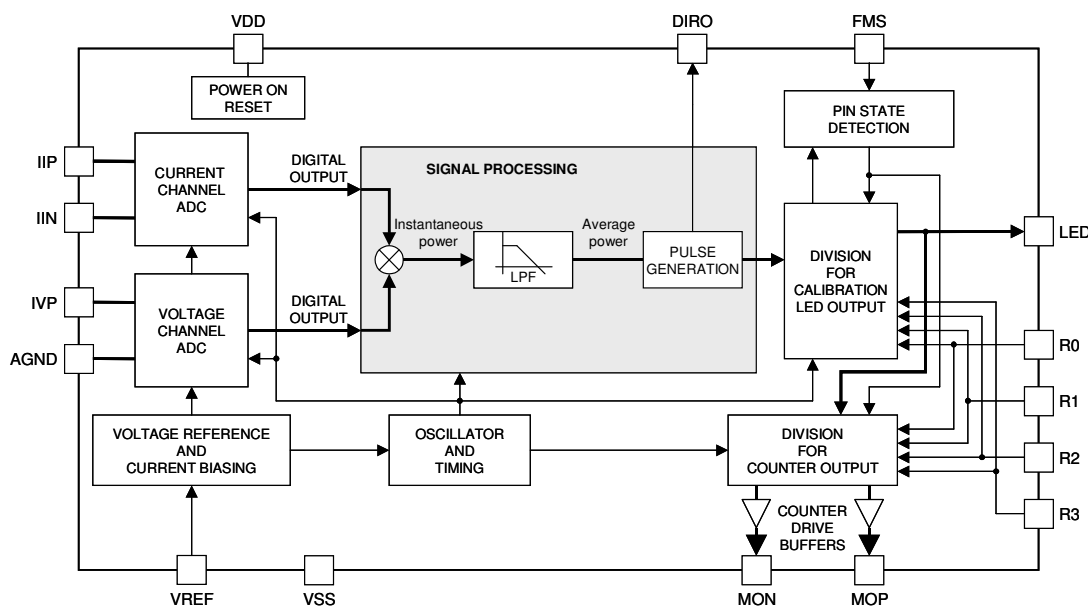 VDD
DIRO
FMS
POWER ON
RESET
PIN STATE
DETECTION
IIP
IIN
CURRENT
CHANNEL
ADC
DIGITAL
OUTPUT
SIGNAL PROCESSING
Instantaneous
power
LPF
Average
power
PULSE
GENERATION
DIVISION
FOR
CALIBRATION
LED OUTPUT
LED
IVP
AGND
VOLTAGE
CHANNEL
ADC
DIGITAL
OUTPUT
R0
R1
R2
R3
VOLTAGE REFERENCE
AND
CURRENT BIASING
OSCILLATOR
AND
TIMING
DIVISION
FOR
COUNTER OUTPUT
COUNTER
DRIVE
BUFFERS
VREF
VSS
MON
MOP